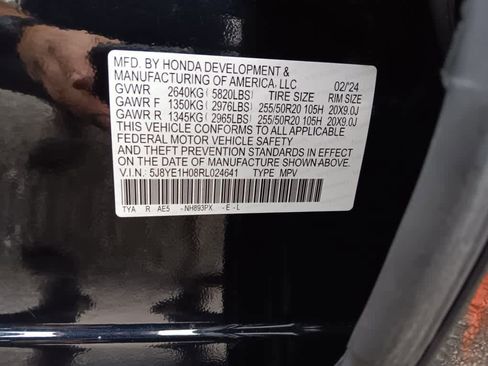 MFD. BY HONDA DEVELOPMENT &
MANUFACTURING OF AMERICA, LLC 02/'24
GVWR 2640KG (5820LBS) TIRE SIZE RIM SIZE
GAWR F 1350KG (2976LBS) 255/50R20 105H 20X9.0J
GAWR R 1345KG (2965LBS) 255/50R20 105H 20X9.0J
THIS VEHICLE CONFORMS TO ALL APPLICABLE
FEDERAL MOTOR VEHICLE SAFETY
AND THEFT PREVENTION STANDARDS IN EFFECT
ON THE DATE OF MANUFACTURE SHOWN ABOVE.
V.I.N. 5J8YE1H08RL024641 TYPE MPV
TYA R AE5 -NH893PX -E-L